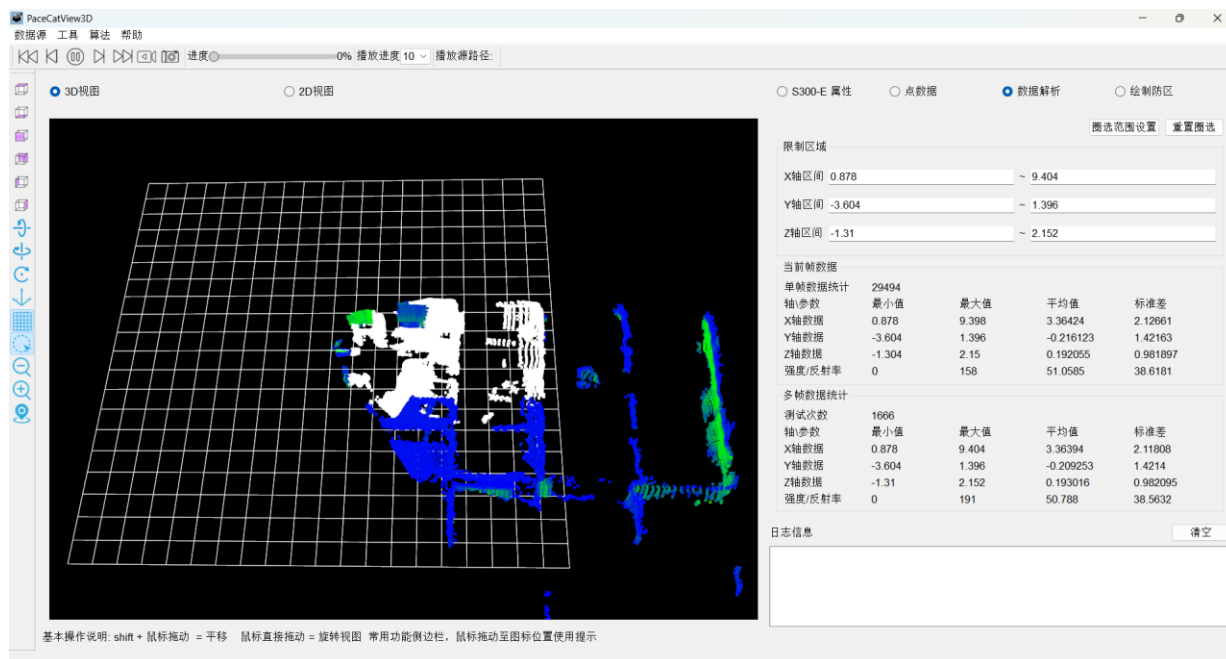 PaceCatView3D
数据源 工具 算法 帮助
进度 0% 播放进度 10 播放源路径:
3D视图 2D视图 S300-E 属性 点数据 数据解析 绘制防区
圈选范围设置 重置圈选
限制区域
X轴区间 0.878 ~ 9.404
Y轴区间 -3.604 ~ 1.396
Z轴区间 -1.31 ~ 2.152
当前帧数据
单帧数据统计 29494
轴\参数 最小值 最大值 平均值 标准差
X轴数据 0.878 9.398 3.36424 2.12661
Y轴数据 -3.604 1.396 -0.216123 1.42163
Z轴数据 -1.304 2.15 0.192055 0.981897
强度/反射率 0 158 51.0585 38.6181
多帧数据统计
测试次数 1666
轴\参数 最小值 最大值 平均值 标准差
X轴数据 0.878 9.404 3.36394 2.11808
Y轴数据 -3.604 1.396 -0.209253 1.4214
Z轴数据 -1.31 2.152 0.193016 0.982095
强度/反射率 0 191 50.788 38.5632
日志信息 清空
基本操作说明: shift + 鼠标拖动 = 平移 鼠标直接拖动 = 旋转视图 常用功能侧边栏，鼠标拖动至图标位置使用提示